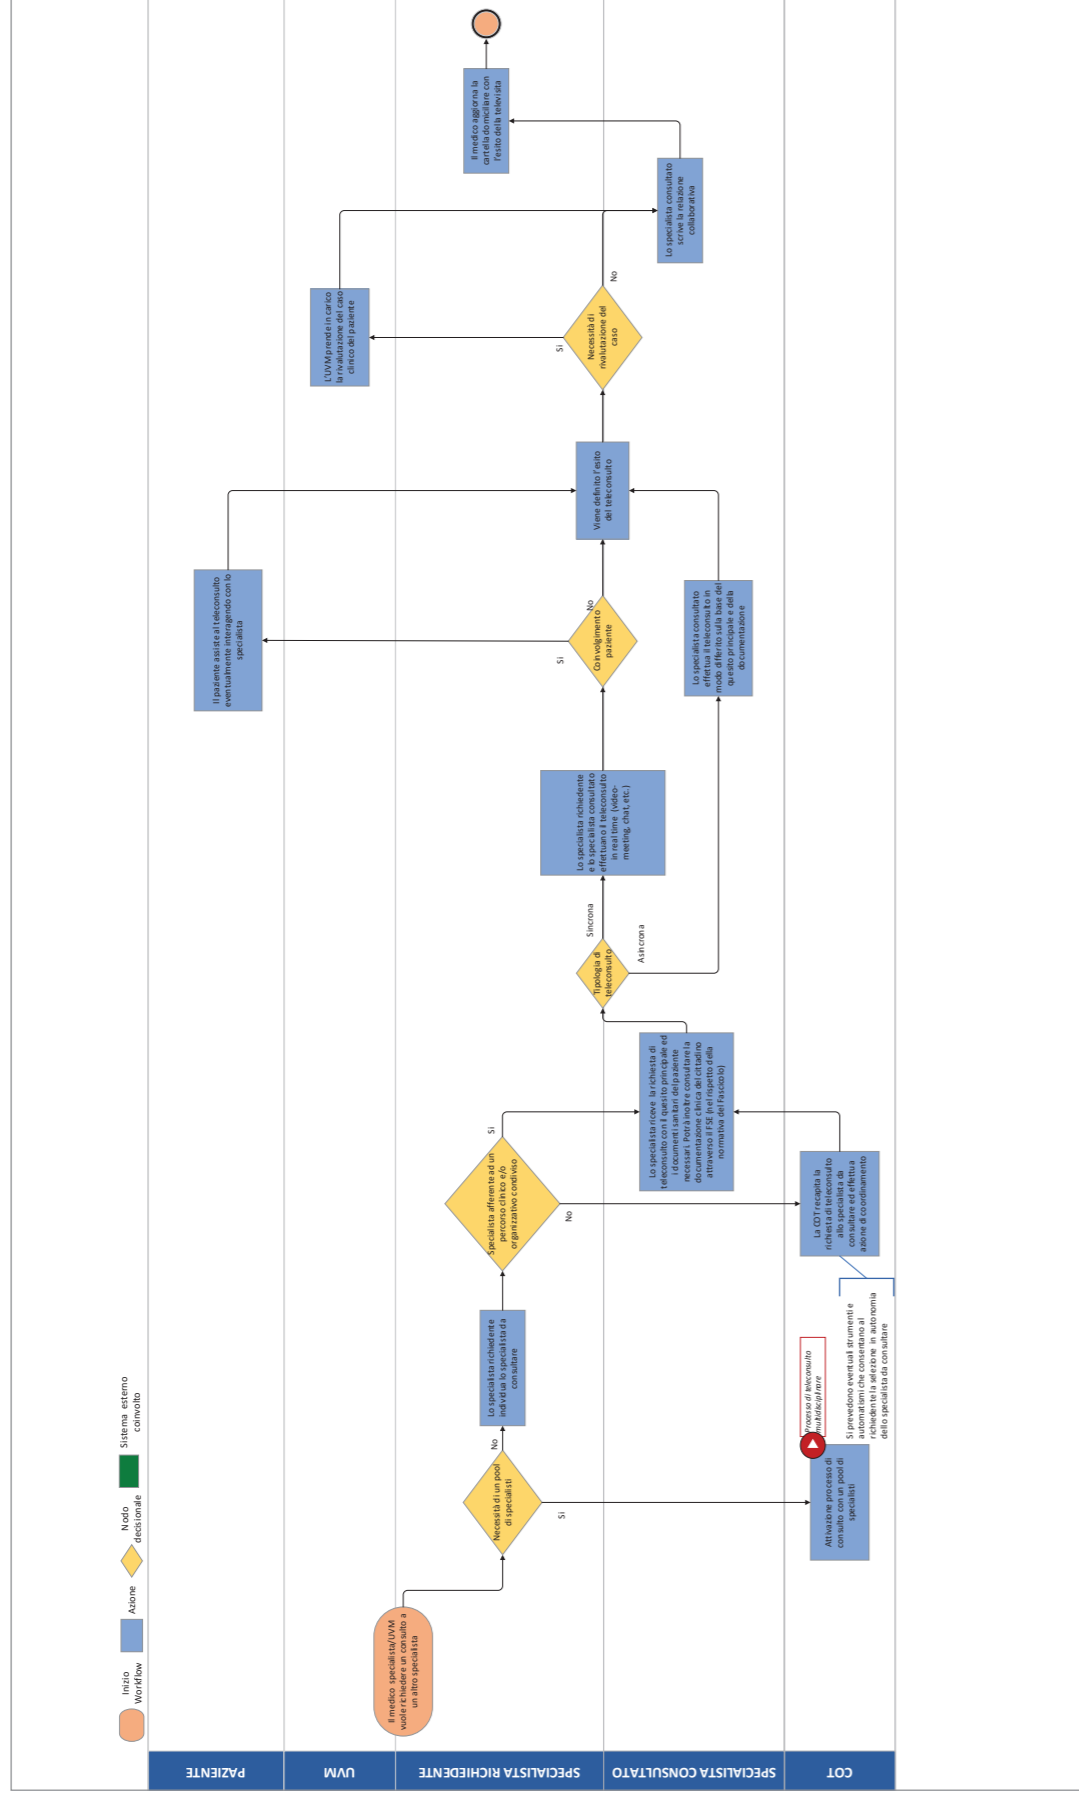 Inizio
Workflow
Azione
Nodo
decisionale
Sistema esterno
coinvolto
PAZIENTE
UVM
SPECIALISTA RICHIEDENTE
SPECIALISTA CONSULTATO
COT
Il medico specialista/UVM
vuole richiedere un consulto a
un altro specialista
Necessità di un pool
di specialisti
No
Si
Attivazione processo di
consulto con un pool di
specialisti
Processo di teleconsulto
multidisciplinare
Lo specialista richiedente
individua lo specialista da
consultare
Specialista afferente ad un
percorso clinico e/o
organizzativo condiviso
Si
No
La COT recapita la
richiesta di teleconsulto
allo specialista da
consultare ed effettua
azione di coordinamento
Si prevedono eventuali strumenti e
automatismi che consentano al
richiedente la selezione in autonomia
dello specialista da consultare
Lo specialista riceve la richiesta di
teleconsulto con il quesito principale ed
i documenti sanitari del paziente
necessari. Potrà inoltre consultare la
documentazione clinica del cittadino
attraverso il FSE (nel rispetto della
normativa del Fascicolo)
Tipologia di
teleconsulto
Sincrona
Asincrona
Lo specialista richiedente
e lo specialista consultato
effettuano il teleconsulto
in real time (video-
meeting, chat, etc.)
Coinvolgimento
paziente
No
Si
Il paziente assiste al teleconsulto
eventualmente interagendo con lo
specialista
Lo specialista consultato
effettua il teleconsulto in
modo differito sulla base del
quesito principale e della
documentazione
Viene definito l'esito
del teleconsulto
Necessità di
rivalutazione del
caso
Si
No
L'UVM prende in carico
la rivalutazione del caso
clinico del paziente
Lo specialista consultato
scrive la relazione
collaborativa
Il medico aggiorna la
cartella domiciliare con
l'esito della televisita